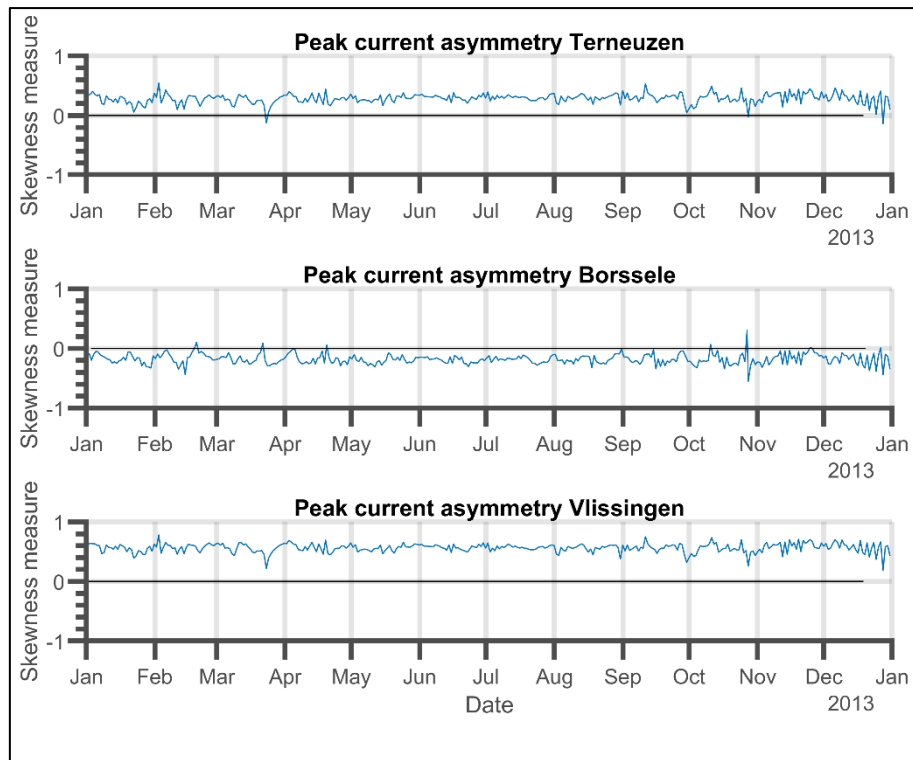 Peak current asymmetry Terneuzen
Skewness measure
1
0
-1
Jan Feb Mar Apr May Jun Jul Aug Sep Oct Nov Dec Jan
2013
Peak current asymmetry Borssele
Skewness measure
1
0
-1
Jan Feb Mar Apr May Jun Jul Aug Sep Oct Nov Dec Jan
2013
Peak current asymmetry Vlissingen
Skewness measure
1
0
-1
Jan Feb Mar Apr May Jun Jul Aug Sep Oct Nov Dec Jan
Date
2013